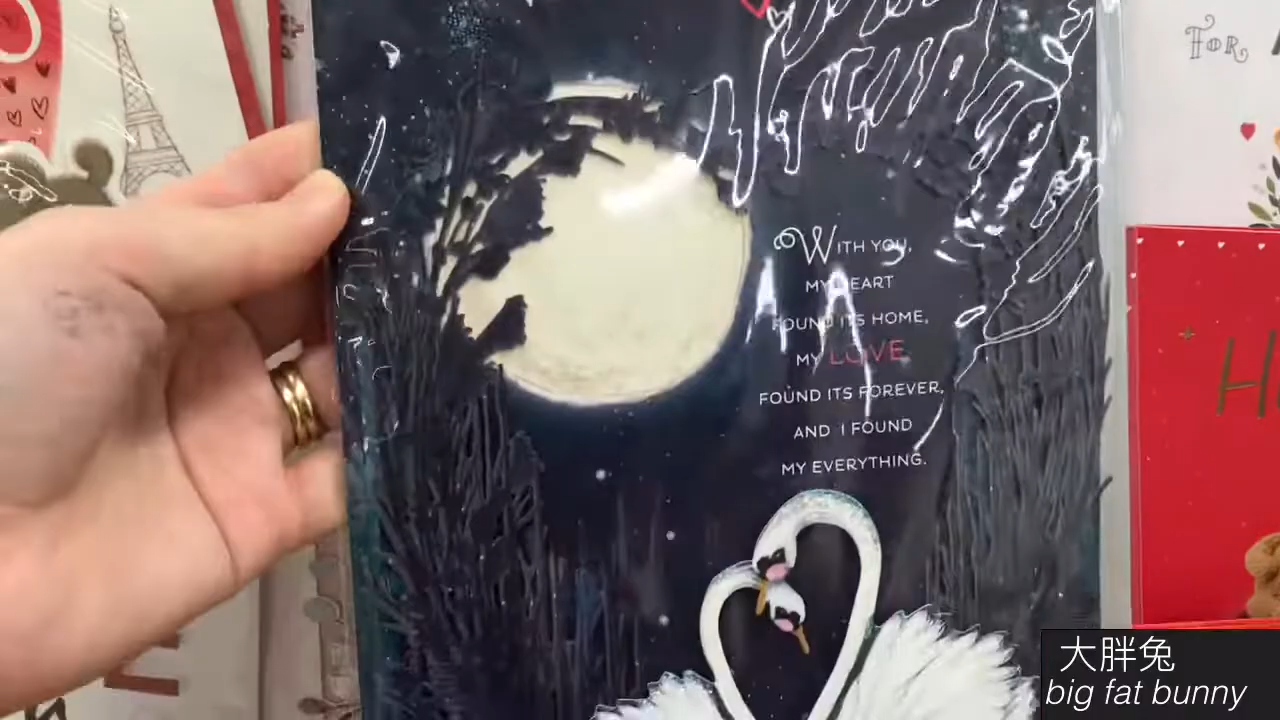 FOR
WITH YOU,
MY HEART
FOUND ITS HOME,
MY LOVE
FOUND ITS FOREVER,
AND I FOUND
MY EVERYTHING.
H
大胖兔
big fat bunny